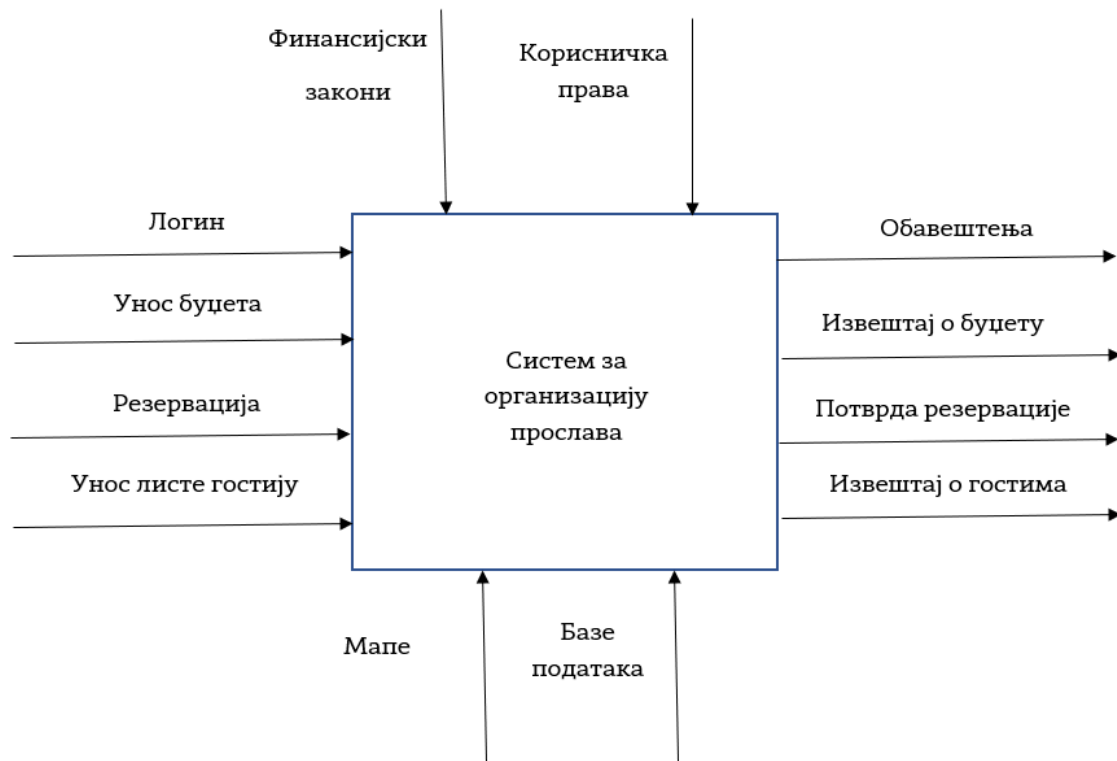 Финансијски
закони
Корисничка
права
Логин
Унос буџета
Резервација
Унос листе гостију
Систем за
организацију
прослава
Обавештења
Извештај о буџету
Потврда резервације
Извештај о гостима
Мапе
Базе
података